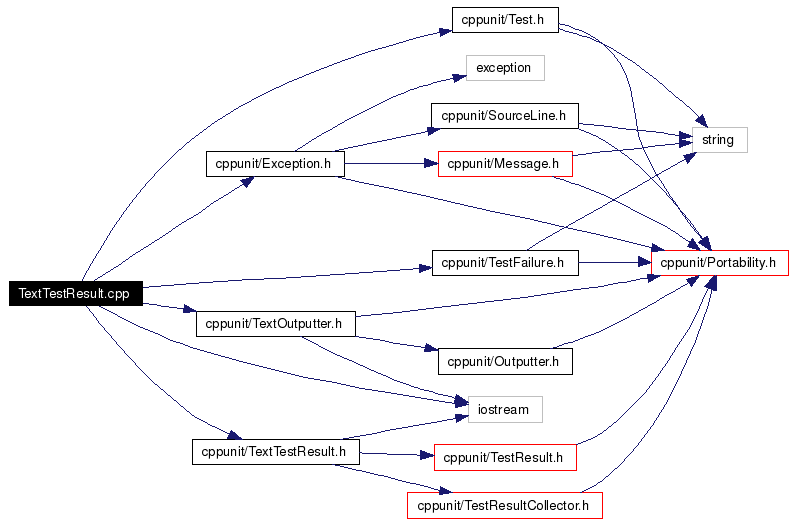 cppunit/Test.h
exception
cppunit/SourceLine.h
string
cppunit/Exception.h
cppunit/Message.h
cppunit/TestFailure.h
cppunit/Portability.h
TextTestResult.cpp
cppunit/TextOutputter.h
cppunit/Outputter.h
iostream
cppunit/TextTestResult.h
cppunit/TestResult.h
cppunit/TestResultCollector.h